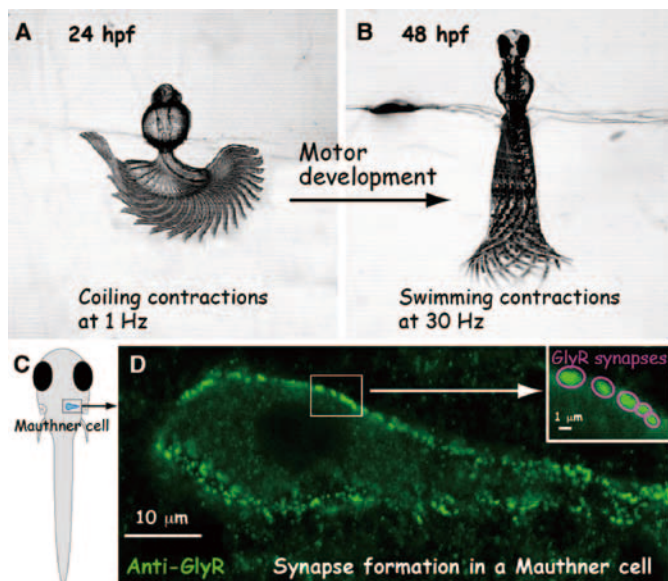 A 24 hpf
B 48 hpf
Motor
development
Coiling contractions
at 1 Hz
Swimming contractions
at 30 Hz
C
Mauthner cell
D
GlyR synapses
1 μm
10 μm
Anti-GlyR
Synapse formation in a Mauthner cell